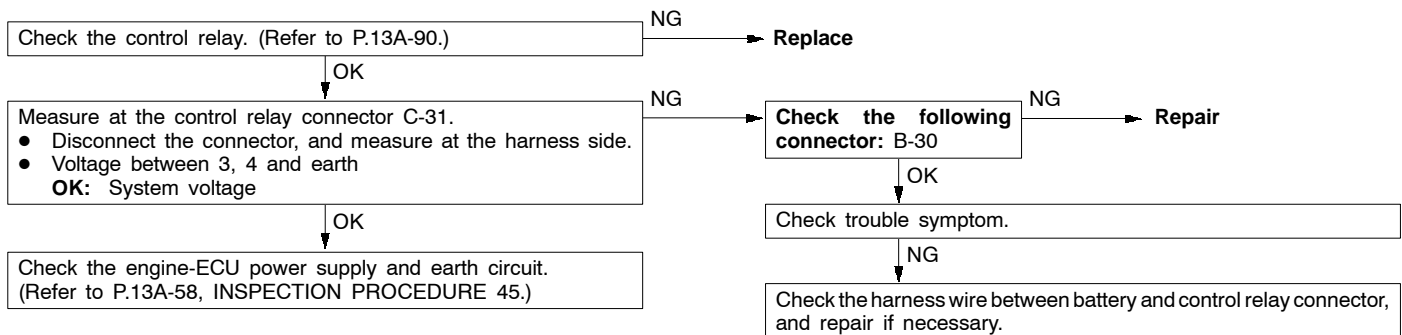 Check the control relay. (Refer to P.13A-90.)
NG
Replace
OK
Measure at the control relay connector C-31.
● Disconnect the connector, and measure at the harness side.
● Voltage between 3, 4 and earth
OK: System voltage
NG
Check the following
connector: B-30
NG
Repair
OK
Check trouble symptom.
NG
Check the harness wire between battery and control relay connector,
and repair if necessary.
OK
Check the engine-ECU power supply and earth circuit.
(Refer to P.13A-58, INSPECTION PROCEDURE 45.)